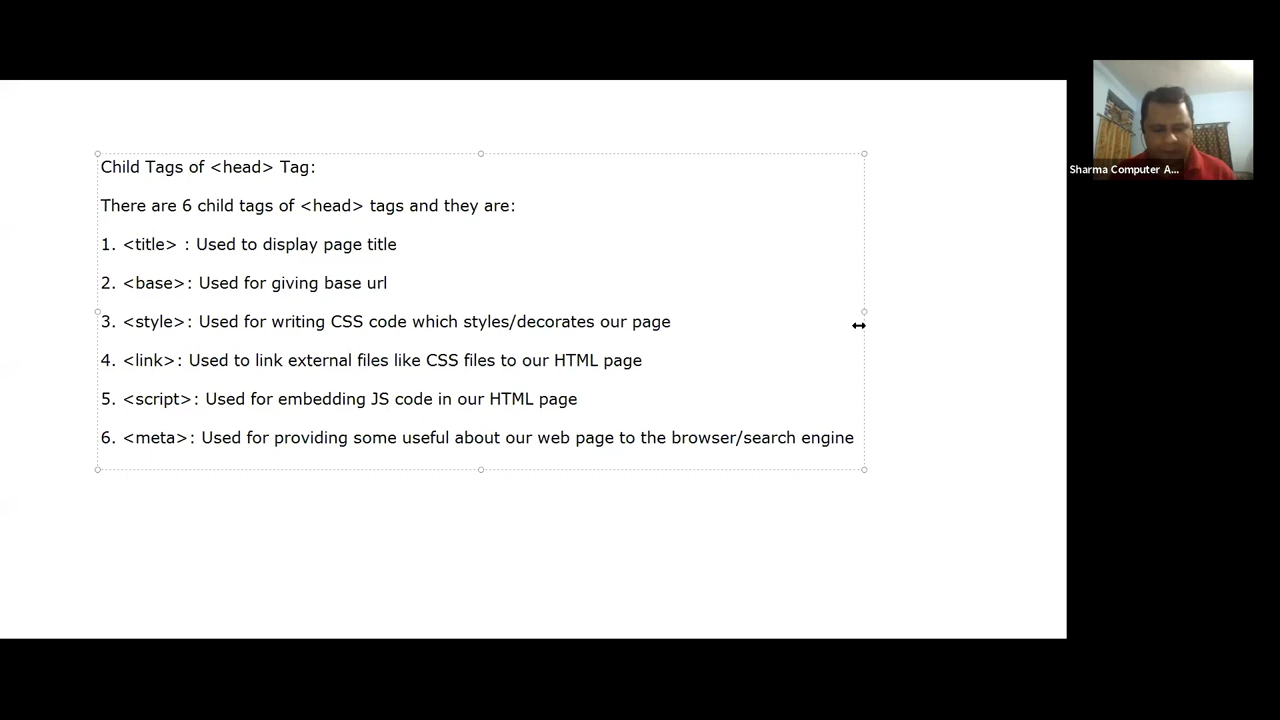 Child Tags of <head> Tag:
There are 6 child tags of <head> tags and they are:
1. <title> : Used to display page title
2. <base>: Used for giving base url
3. <style>: Used for writing CSS code which styles/decorates our page
4. <link>: Used to link external files like CSS files to our HTML page
5. <script>: Used for embedding JS code in our HTML page
6. <meta>: Used for providing some useful about our web page to the browser/search engine
Sharma Computer A...